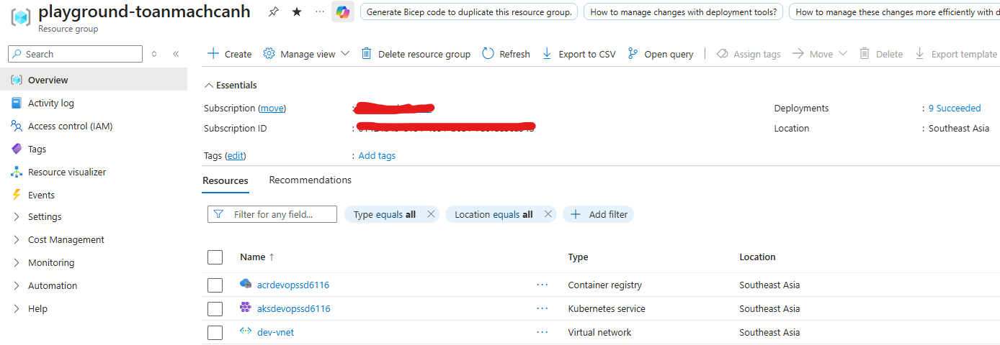 playground-toanmachcanh
Resource group
Generate Bicep code to duplicate this resource group.
How to manage changes with deployment tools?
How to manage these changes more efficiently with d
Search
Overview
Activity log
Access control (IAM)
Tags
Resource visualizer
Events
Settings
Cost Management
Monitoring
Automation
Help
Create
Manage view
Delete resource group
Refresh
Export to CSV
Open query
Assign tags
Move
Delete
Export template
Essentials
Subscription (move) :
Subscription ID :
Tags (edit) : Add tags
Deployments : 9 Succeeded
Location : Southeast Asia
Resources
Recommendations
Filter for any field...
Type equals all
Location equals all
Add filter
Name ↑ Type Location
acrdevopssd6116 ... Container registry Southeast Asia
aksdevopssd6116 ... Kubernetes service Southeast Asia
dev-vnet ... Virtual network Southeast Asia